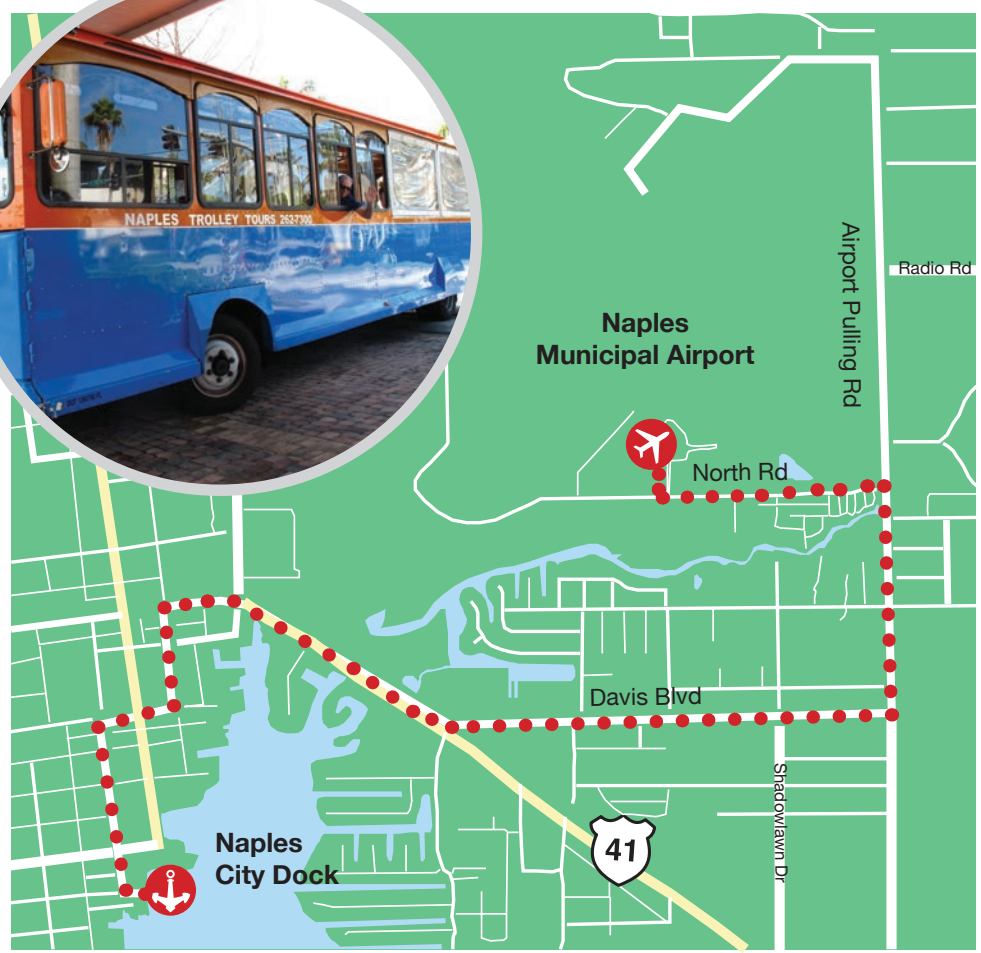 NAPLES TROLLEY TOURS 263-7300
Airport Pulling Rd
Radio Rd
Naples
Municipal Airport
North Rd
Davis Blvd
Shadowlawn Dr
41
Naples
City Dock